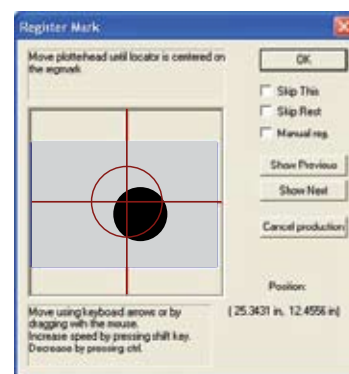 Register Mark
Move plotterhead until locator is centered on
the regmark
OK
Skip This
Skip Rest
Manual reg.
Show Previous
Show Next
Cancel production
Position:
( 25.3431 in, 12.4556 in)
Move using keyboard arrows or by
dragging with the mouse.
Increase speed by pressing shift key.
Decrease by pressing ctrl.